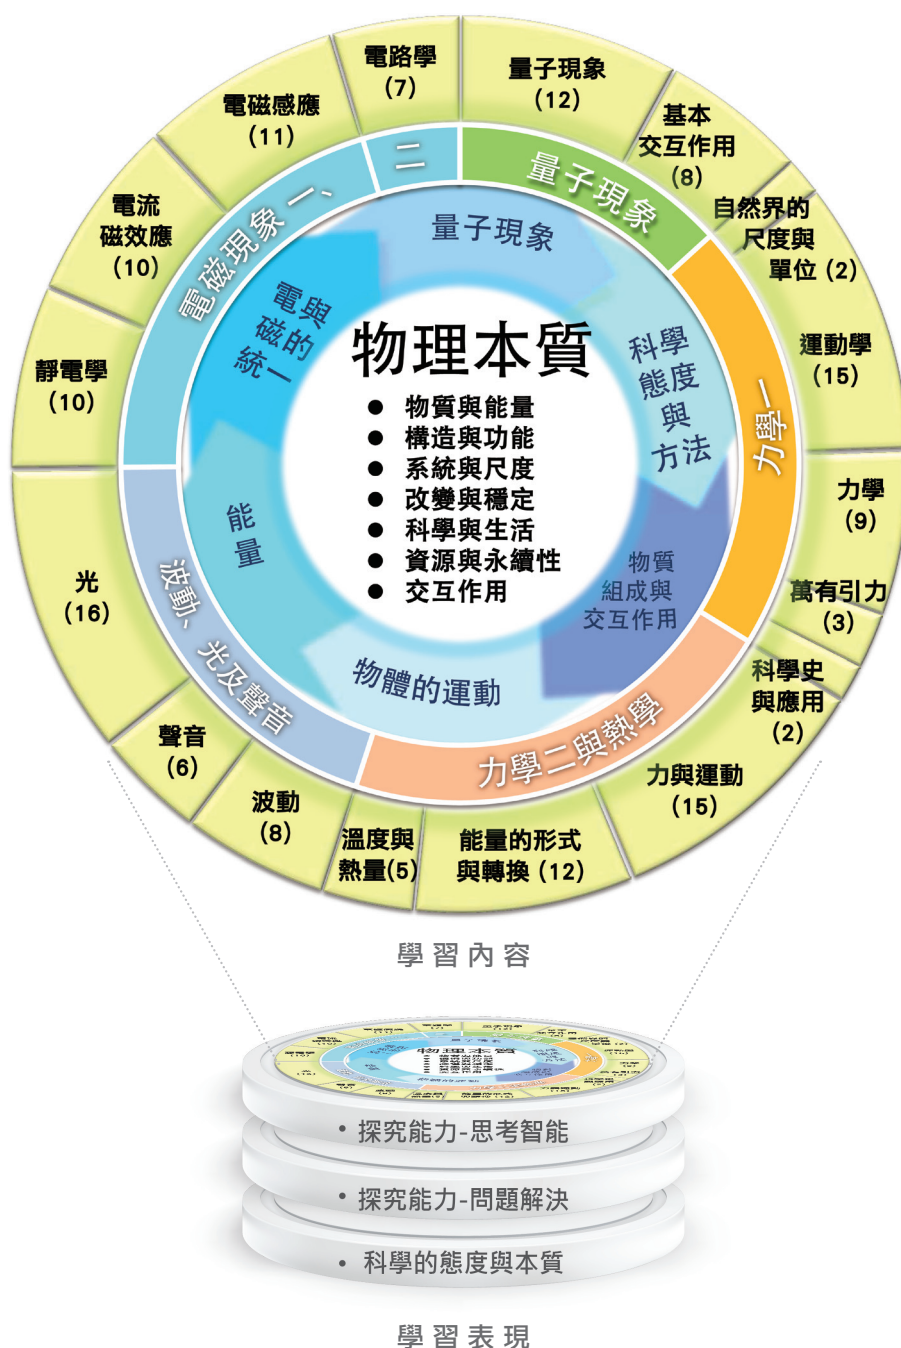 電路學
(7)
量子現象
(12)
基本
交互作用
(8)
自然界的
尺度與
單位 (2)
運動學
(15)
力學
(9)
萬有引力
(3)
科學史
與應用
(2)
力與運動
(15)
能量的形式
與轉換 (12)
溫度與
熱量(5)
波動
(8)
聲音
(6)
光
(16)
靜電學
(10)
電流
磁效應
(10)
電磁感應
(11)
電磁現象 一、
二
量子現象
力學一
力學二與熱學
波動、光及聲音
量子現象
科學
態度
與
方法
物質
組成與
交互作用
物體的運動
能
量
電與
磁的
統一
物理本質
● 物質與能量
● 構造與功能
● 系統與尺度
● 改變與穩定
● 科學與生活
● 資源與永續性
● 交互作用
學習內容
物理本質
• 探究能力-思考智能
• 探究能力-問題解決
• 科學的態度與本質
學習表現